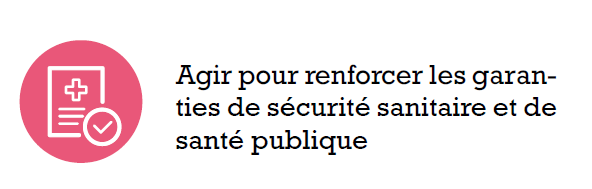 Agir pour renforcer les garan-
ties de sécurité sanitaire et de
santé publique